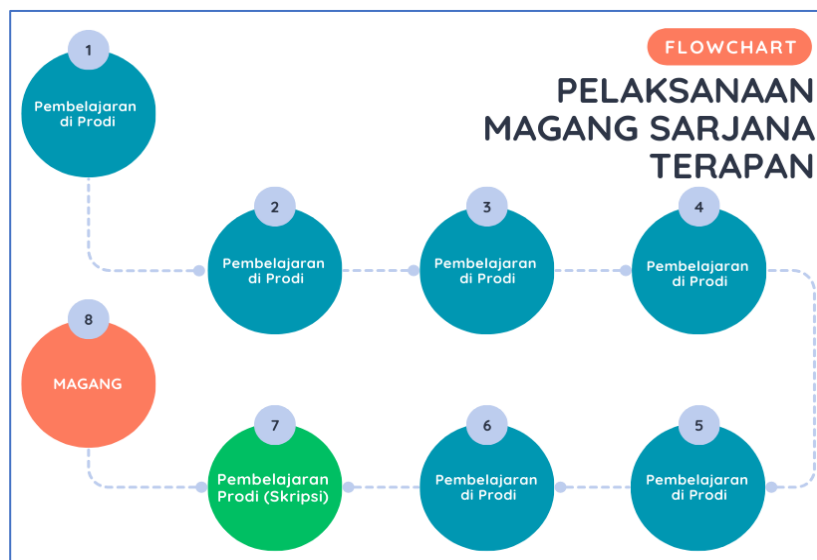 FLOWCHART
PELAKSANAAN
MAGANG SARJANA
TERAPAN
1
Pembelajaran
di Prodi
2
Pembelajaran
di Prodi
3
Pembelajaran
di Prodi
4
Pembelajaran
di Prodi
5
Pembelajaran
di Prodi
6
Pembelajaran
di Prodi
7
Pembelajaran
Prodi (Skripsi)
8
MAGANG